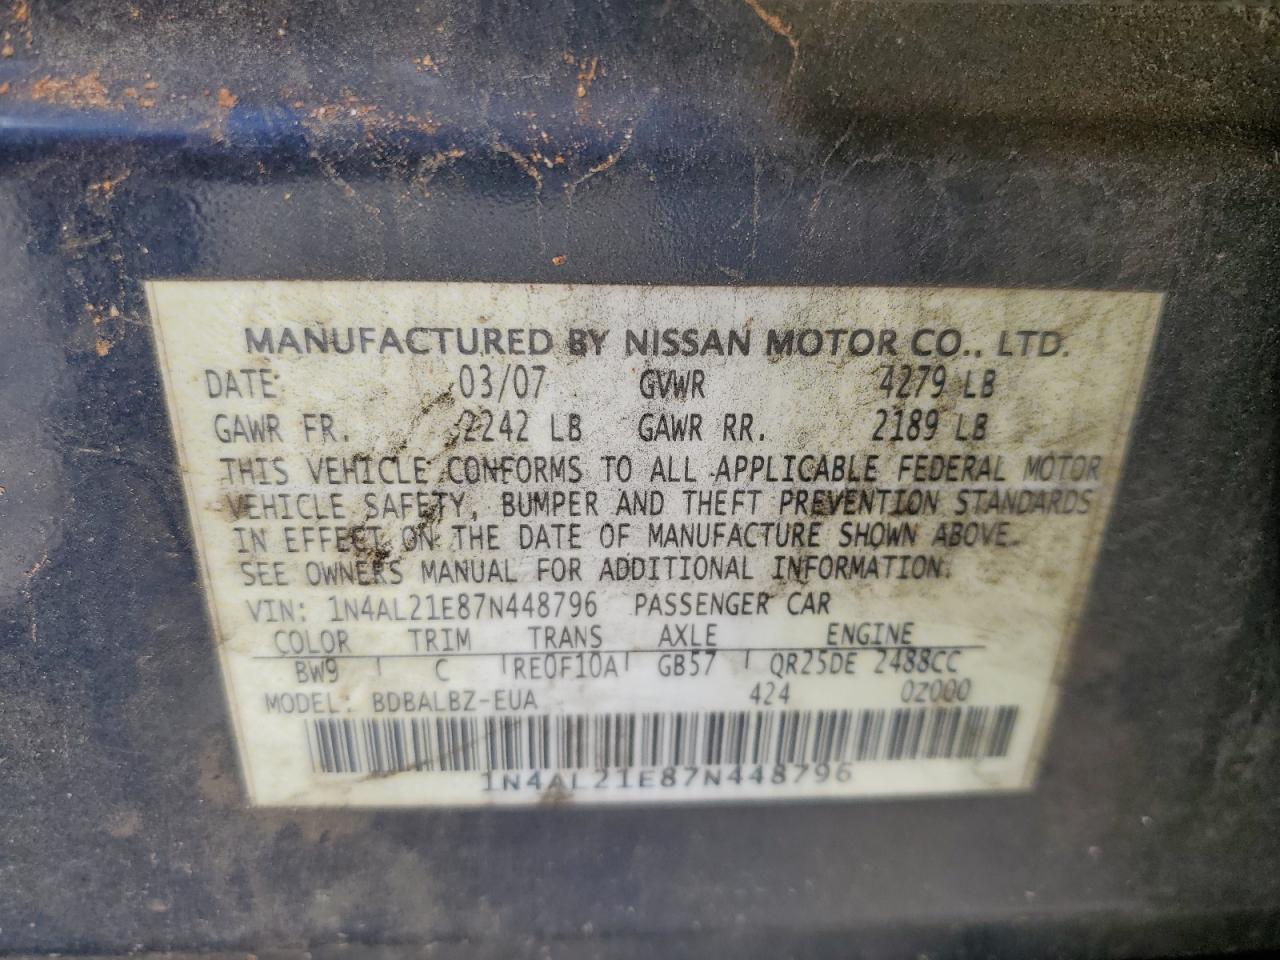 MANUFACTURED BY NISSAN MOTOR CO., LTD.
DATE: 03/07 GVWR 4279 LB
GAWR FR. 2242 LB GAWR RR. 2189 LB
THIS VEHICLE CONFORMS TO ALL APPLICABLE FEDERAL MOTOR
VEHICLE SAFETY, BUMPER AND THEFT PREVENTION STANDARDS
IN EFFECT ON THE DATE OF MANUFACTURE SHOWN ABOVE.
SEE OWNERS MANUAL FOR ADDITIONAL INFORMATION.
VIN: 1N4AL21E87N448796 PASSENGER CAR
COLOR TRIM TRANS AXLE ENGINE
BW9 C RE0F10A GB57 QR25DE 2488CC
MODEL: BDBALBZ-EUA 424 0Z000
1N4AL21E87N448796